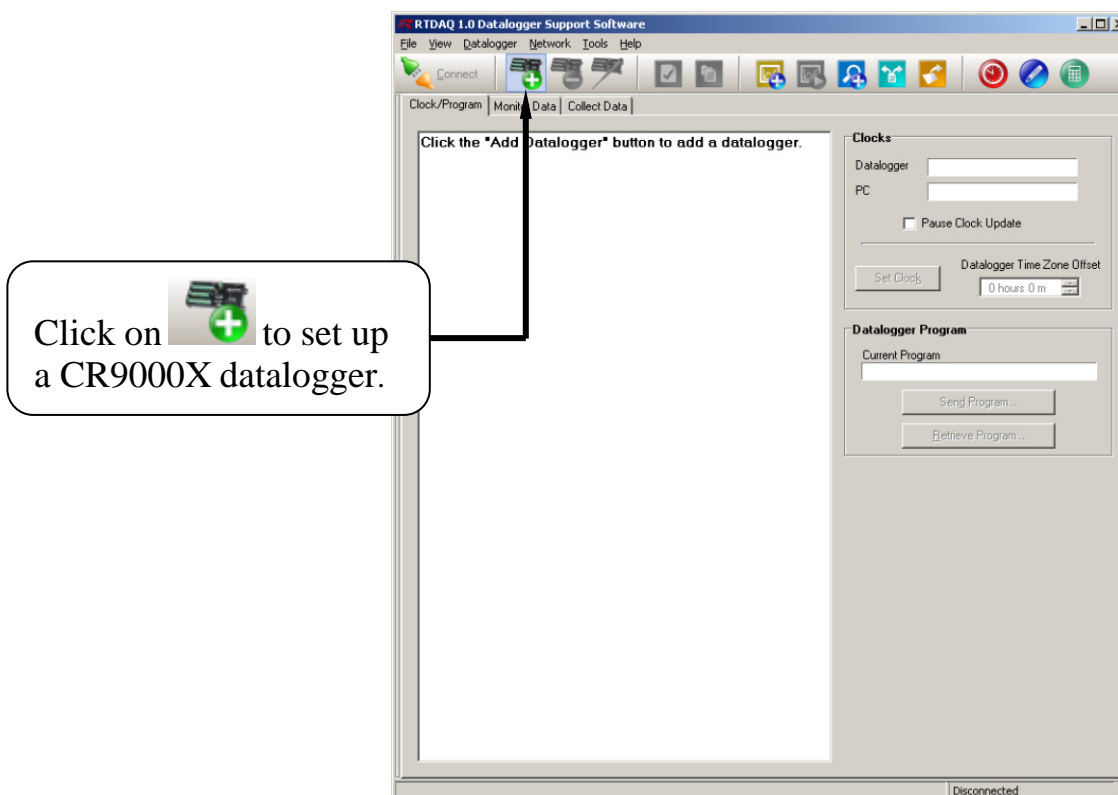 RTDAQ 1.0 Datalogger Support Software
File View Datalogger Network Tools Help
Connect
Clock/Program Monitor Data Collect Data
Click the "Add Datalogger" button to add a datalogger.
Clocks
Datalogger
PC
Pause Clock Update
Set Clock
Datalogger Time Zone Offset
0 hours 0 m
Datalogger Program
Current Program
Send Program...
Retrieve Program...
Disconnected
Click on to set up
a CR9000X datalogger.